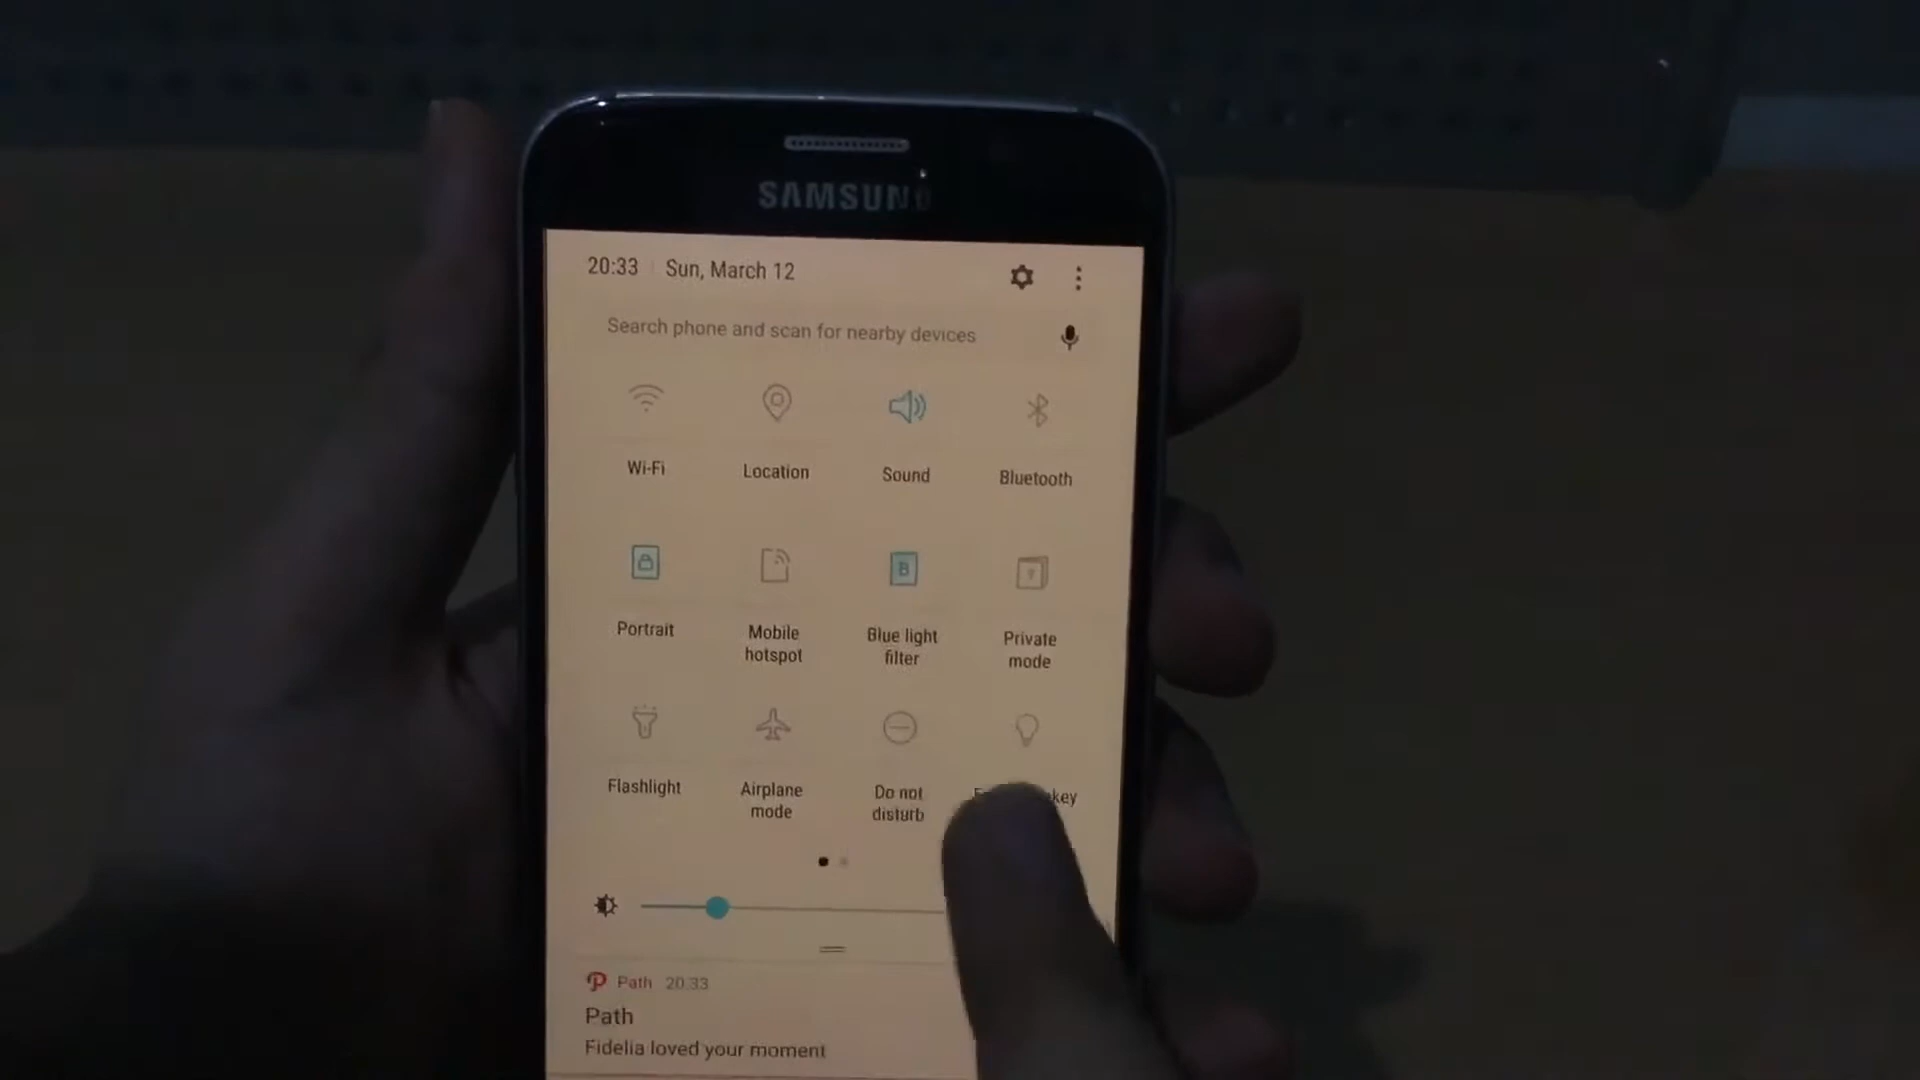 SAMSUNG
20:33 Sun, March 12
Search phone and scan for nearby devices
Wi-Fi Location Sound Bluetooth
Portrait Mobile hotspot Blue light filter Private mode
Flashlight Airplane mode Do not disturb key
Path 20:33
Path
Fidelia loved your moment